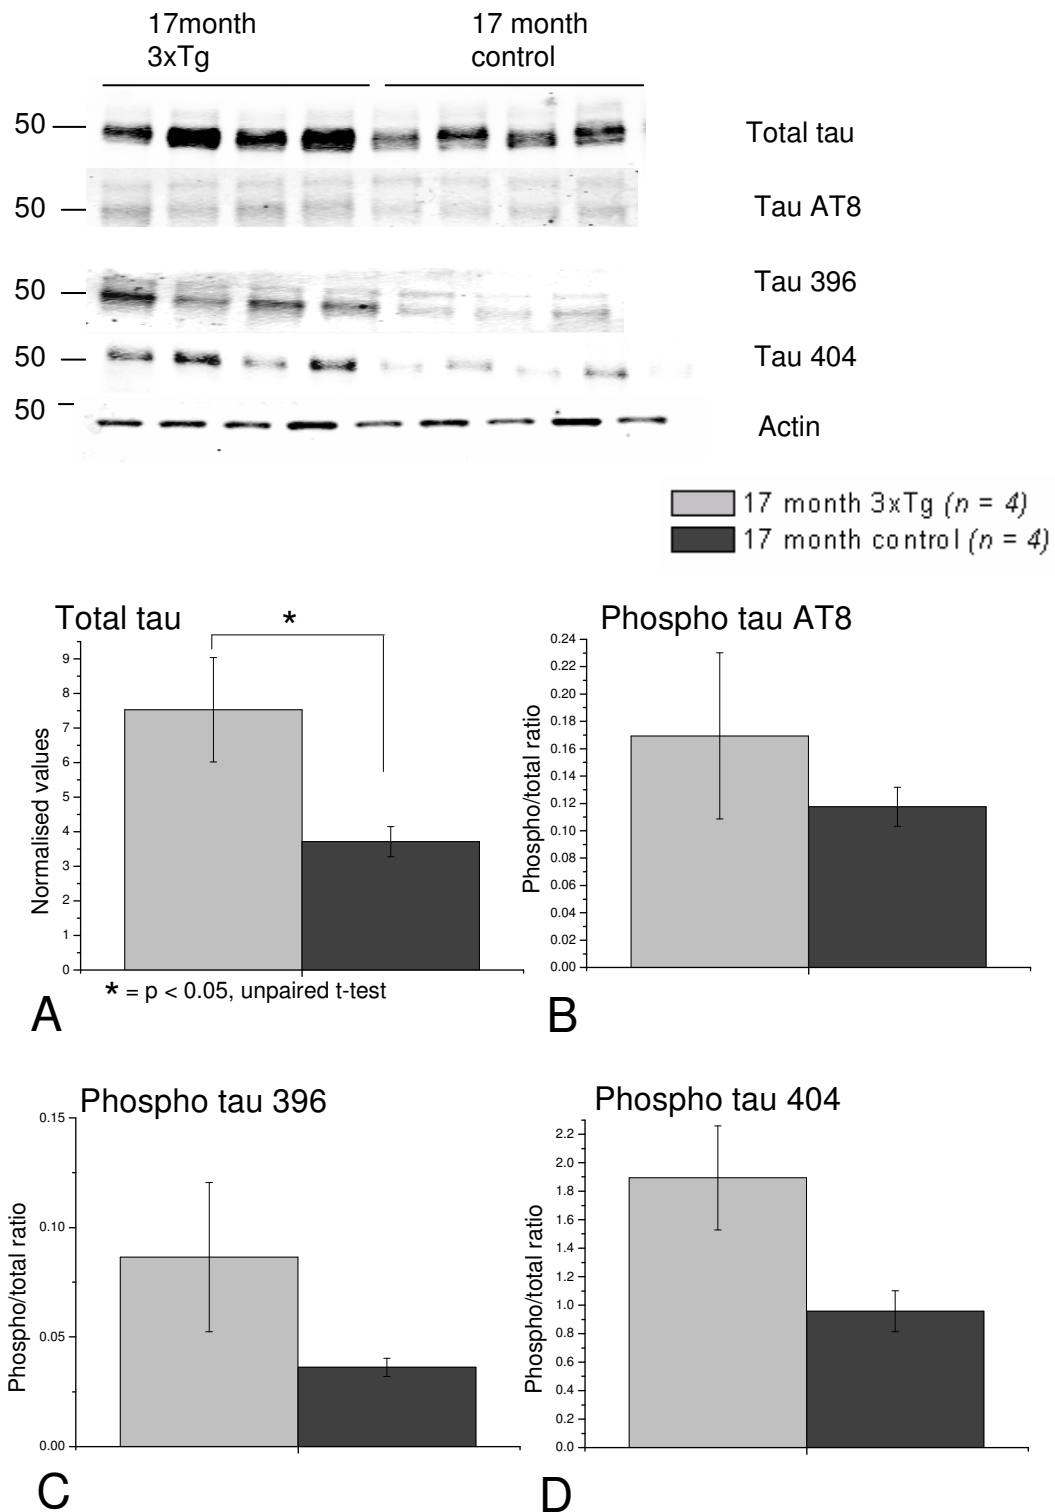 17month
3xTg
17 month
control
50
Total tau
50
Tau AT8
50
Tau 396
50
Tau 404
50
Actin
17 month 3xTg (n = 4)
17 month control (n = 4)
Total tau
*
Normalised values
9
8
7
6
5
4
3
2
1
0
* = p < 0.05, unpaired t-test
A
Phospho tau AT8
Phospho/total ratio
0.24
0.22
0.20
0.18
0.16
0.14
0.12
0.10
0.08
0.06
0.04
0.02
0.00
B
Phospho tau 396
Phospho/total ratio
0.15
0.10
0.05
0.00
C
Phospho tau 404
Phospho/total ratio
2.2
2.0
1.8
1.6
1.4
1.2
1.0
0.8
0.6
0.4
0.2
0.0
D